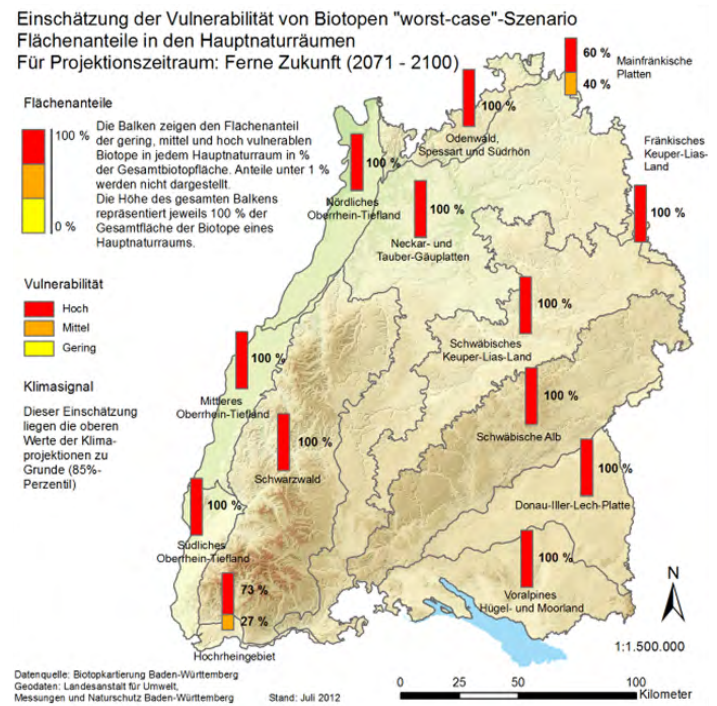 Einschätzung der Vulnerabilität von Biotopen "worst-case"-Szenario
Flächenanteile in den Hauptnaturräumen
Für Projektionszeitraum: Ferne Zukunft (2071 - 2100)
Flächenanteile
100 %
0 %
Die Balken zeigen den Flächenanteil
der gering, mittel und hoch vulnerablen
Biotope in jedem Hauptnaturraum in %
der Gesamtbiotopfläche. Anteile unter 1 %
werden nicht dargestellt.
Die Höhe des gesamten Balkens
repräsentiert jeweils 100 % der
Gesamtfläche der Biotope eines
Hauptnaturraums.
Vulnerabilität
Hoch
Mittel
Gering
Klimasignal
Dieser Einschätzung
liegen die oberen
Werte der Klima-
projektionen zu
Grunde (85%-
Perzentil)
60 %
40 %
Mainfränkische
Platten
100 %
Odenwald,
Spessart und Südrhön
Fränkisches
Keuper-Lias-
Land
100 %
100 %
Nördliches
Oberrhein-Tiefland
100 %
Neckar- und
Tauber-Gäuplatten
100 %
Schwäbisches
Keuper-Lias-Land
100 %
Mittleres
Oberrhein-Tiefland
100 %
Schwäbische Alb
100 %
Schwarzwald
100 %
Donau-Iller-Lech-Platte
100 %
Südliches
Oberrhein-Tiefland
100 %
Voralpines
Hügel- und Moorland
73 %
27 %
Hochrheingebiet
N
1:1.500.000
Datenquelle: Biotopkartierung Baden-Württemberg
Geodaten: Landesanstalt für Umwelt,
Messungen und Naturschutz Baden-Württemberg Stand: Juli 2012
0 25 50 100
Kilometer